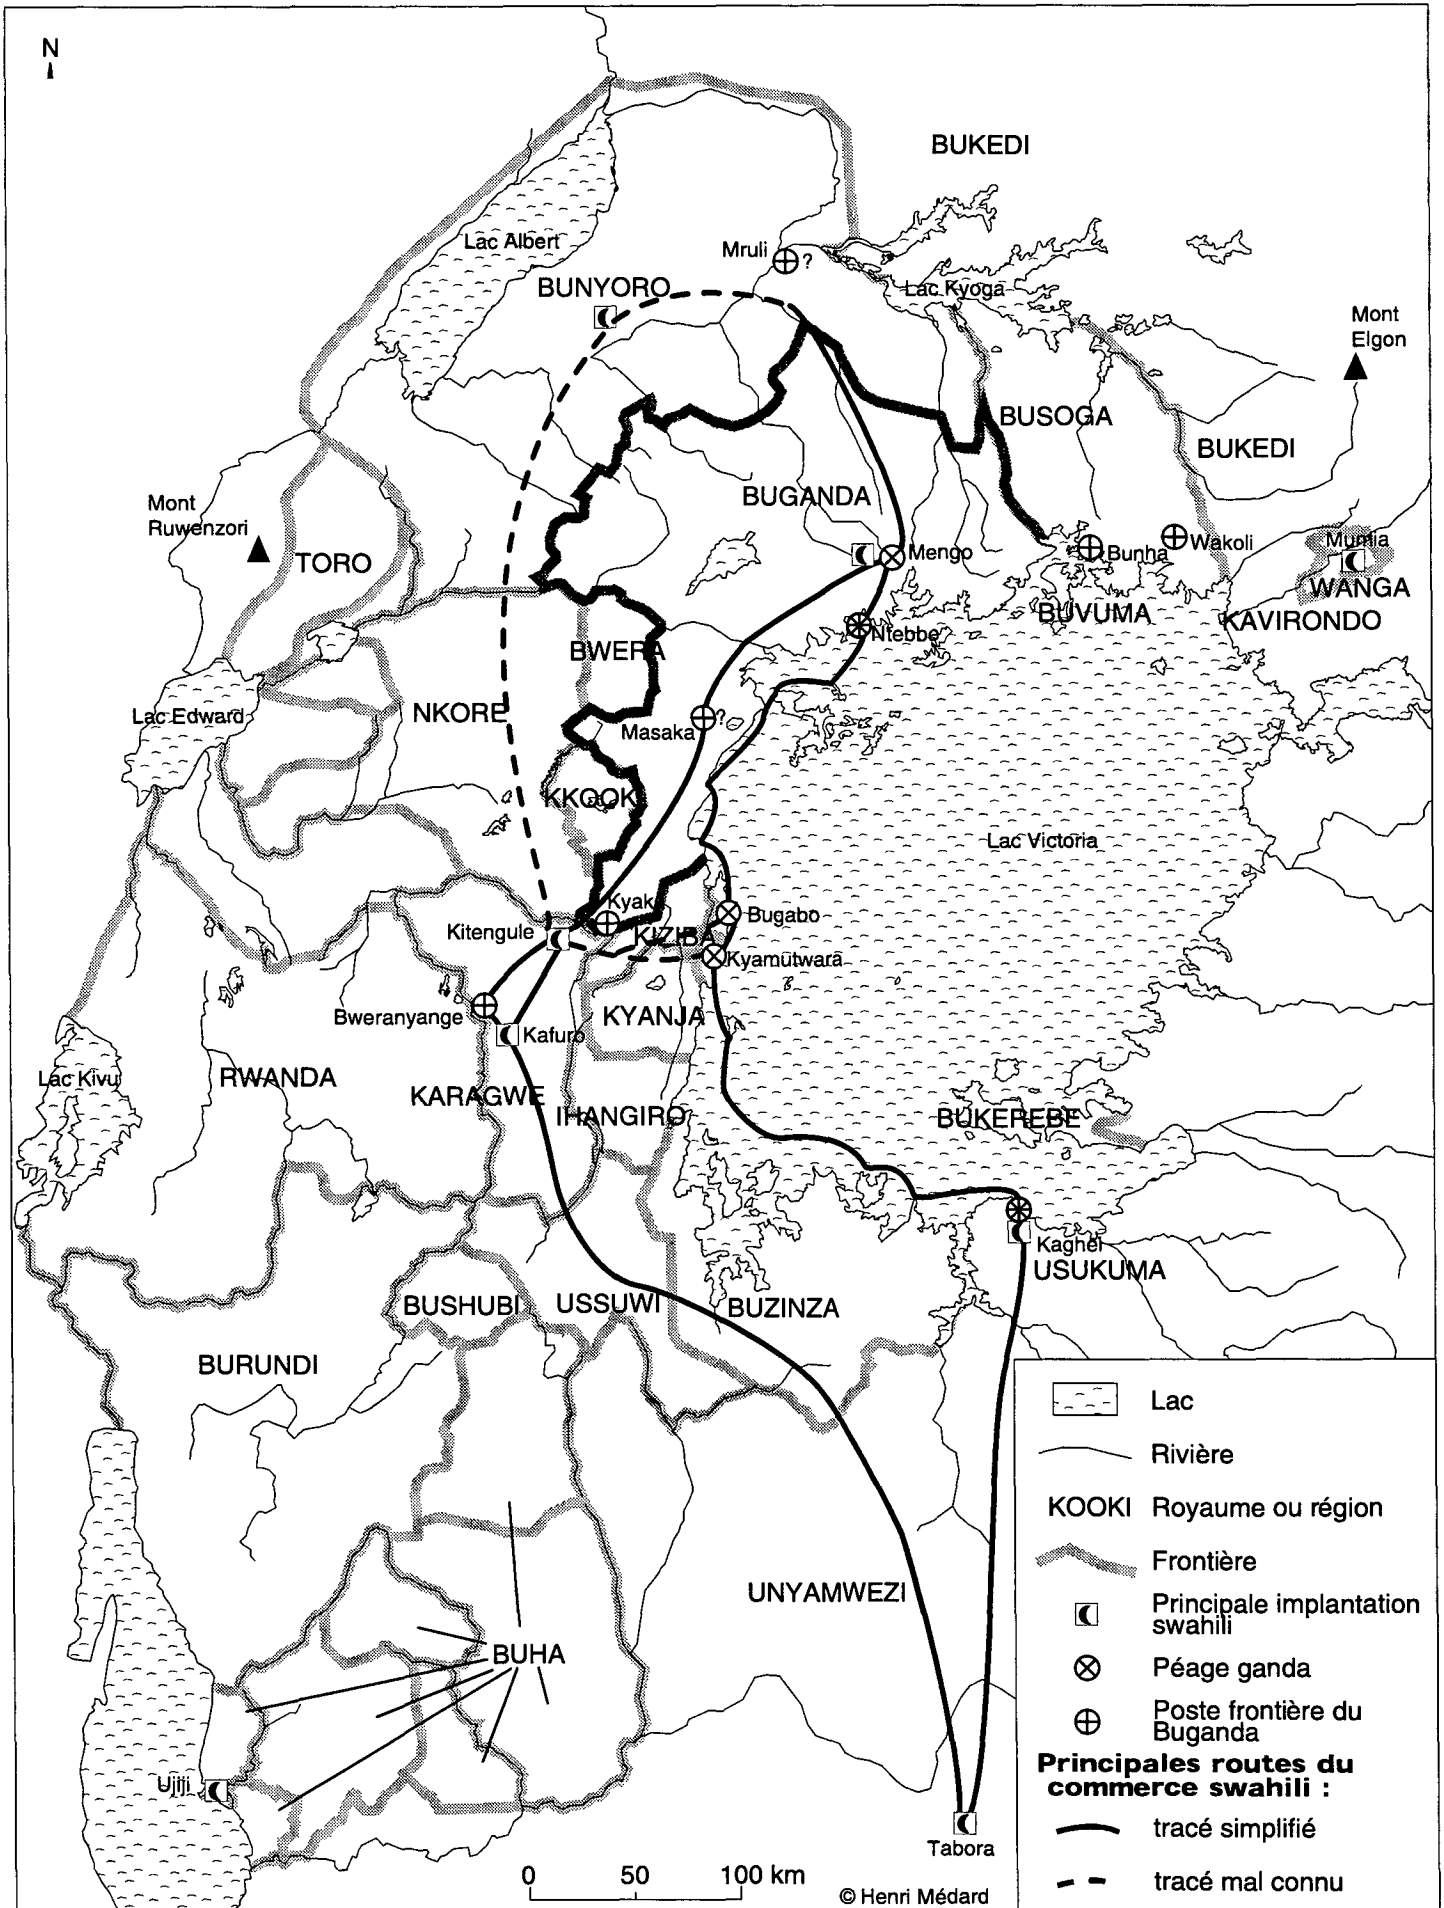 N
BUKEDI
Lac Albert
Mruli
?
BUNYORO
Lac Kyoga
Mont
Elgon
BUSOGA
BUKEDI
BUGANDA
Mont
Ruwenzori
TORO
Mengo
Bunha
Wakoli
Mumia
WANGA
BUVUMA
KAVIRONDO
Ntebbe
BWERA
Lac Edward
NKORE
Masaka
?
KKOOKI
Lac Victoria
Kyaka
Bugabo
Kitengule
KIZIBA
Kyamutwara
Bweranyange
KYANJA
Kafuro
Lac Kivu
RWANDA
KARAGWE
IHANGIRO
BUKEREBE
Kagheï
USUKUMA
BUSHUBI
USSUWI
BUZINZA
BURUNDI
UNYAMWEZI
BUHA
Ujiji
Tabora
0 50 100 km
© Henri Médard
Lac
Rivière
KOOKI Royaume ou région
Frontière
Principale implantation
swahili
Péage ganda
Poste frontière du
Buganda
Principales routes du
commerce swahili :
tracé simplifié
tracé mal connu